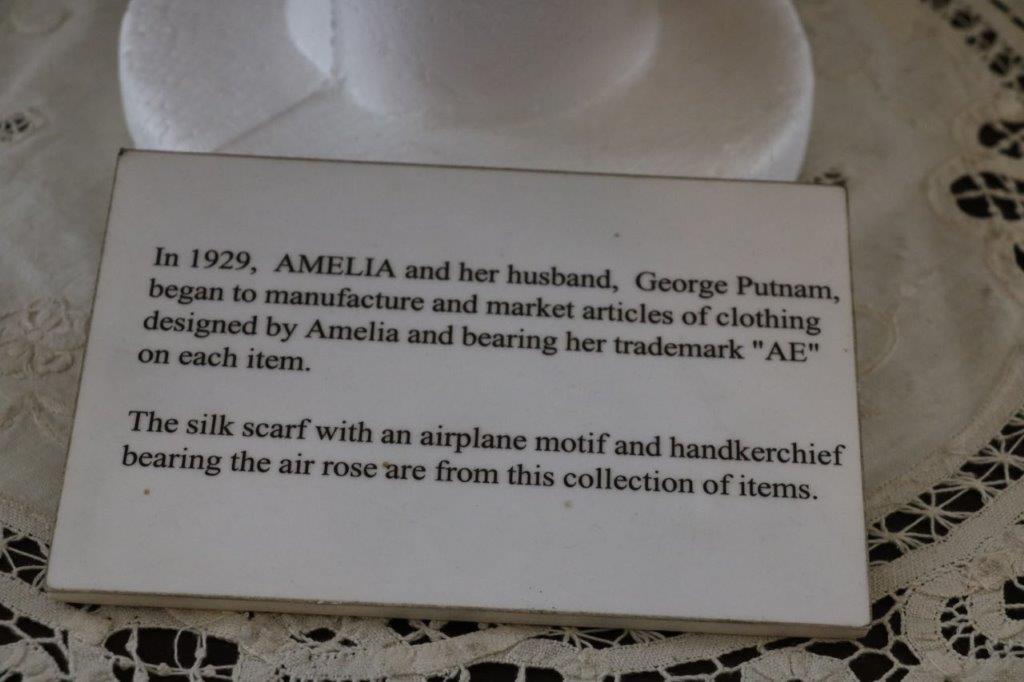 In 1929, AMELIA and her husband, George Putnam,
began to manufacture and market articles of clothing
designed by Amelia and bearing her trademark "AE"
on each item.
The silk scarf with an airplane motif and handkerchief
bearing the air rose are from this collection of items.